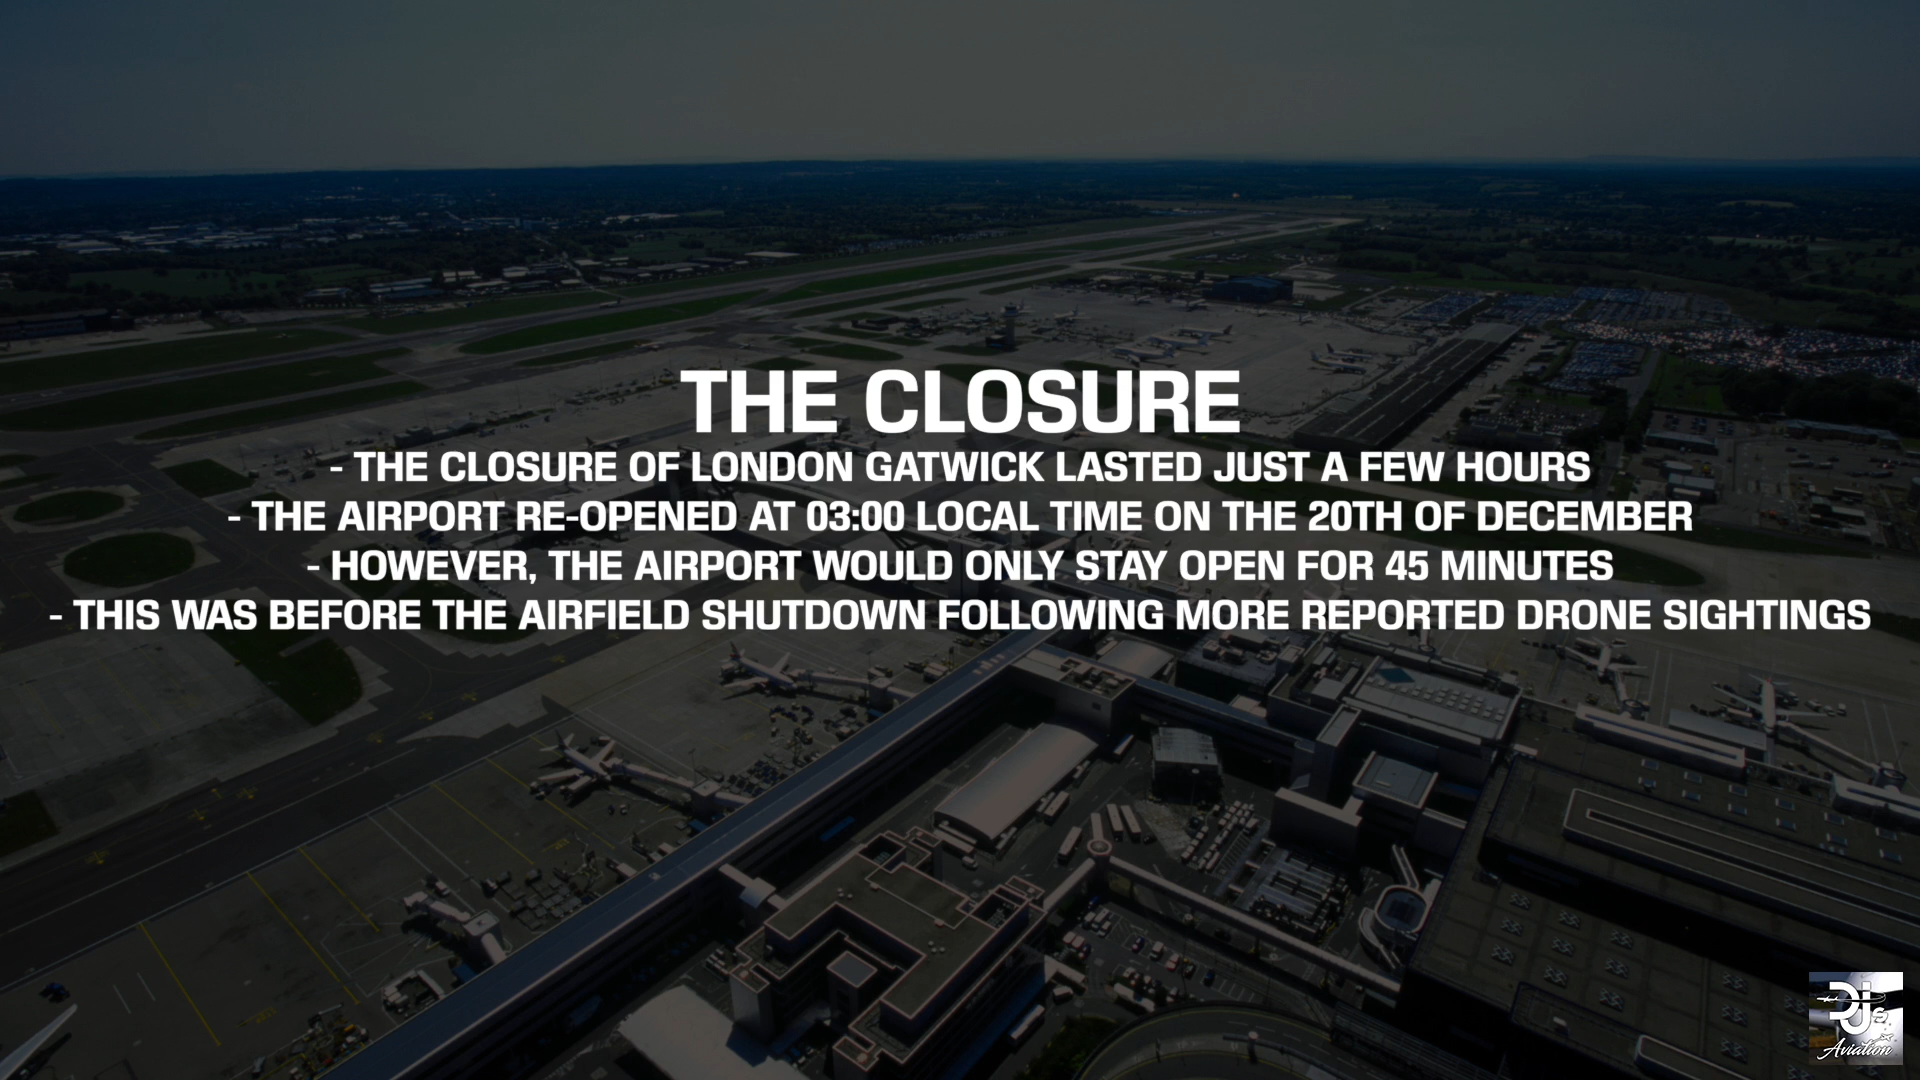 THE CLOSURE
- THE CLOSURE OF LONDON GATWICK LASTED JUST A FEW HOURS
- THE AIRPORT RE-OPENED AT 03:00 LOCAL TIME ON THE 20TH OF DECEMBER
- HOWEVER, THE AIRPORT WOULD ONLY STAY OPEN FOR 45 MINUTES
- THIS WAS BEFORE THE AIRFIELD SHUTDOWN FOLLOWING MORE REPORTED DRONE SIGHTINGS
DJs
Aviation